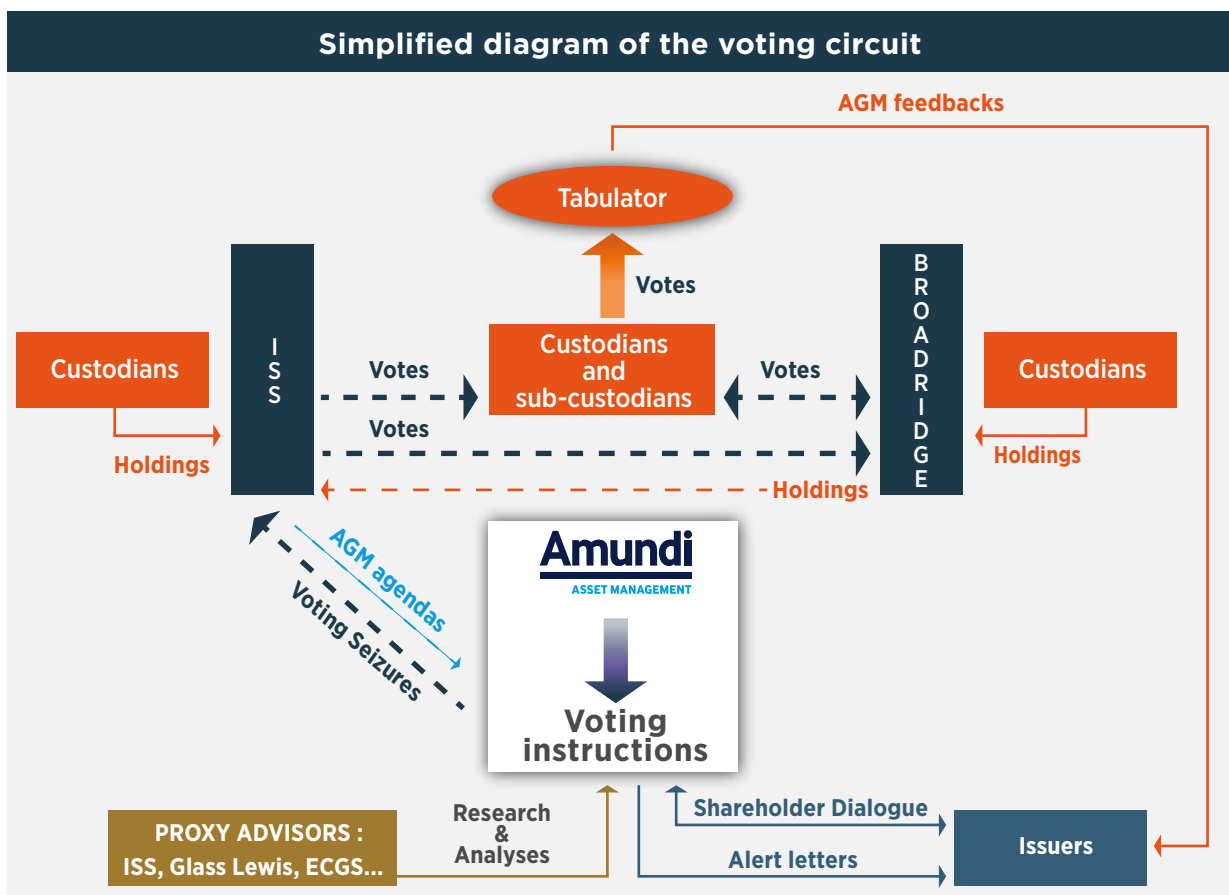 Simplified diagram of the voting circuit
AGM feedbacks
Tabulator
Votes
Custodians
Holdings
ISS
Votes
Votes
Custodians
and
sub-custodians
Votes
BROADRIDGE
Custodians
Holdings
Holdings
AGM agendas
Voting Seizures
Amundi
ASSET MANAGEMENT
Voting
instructions
PROXY ADVISORS :
ISS, Glass Lewis, ECGS...
Research
&
Analyses
Shareholder Dialogue
Alert letters
Issuers